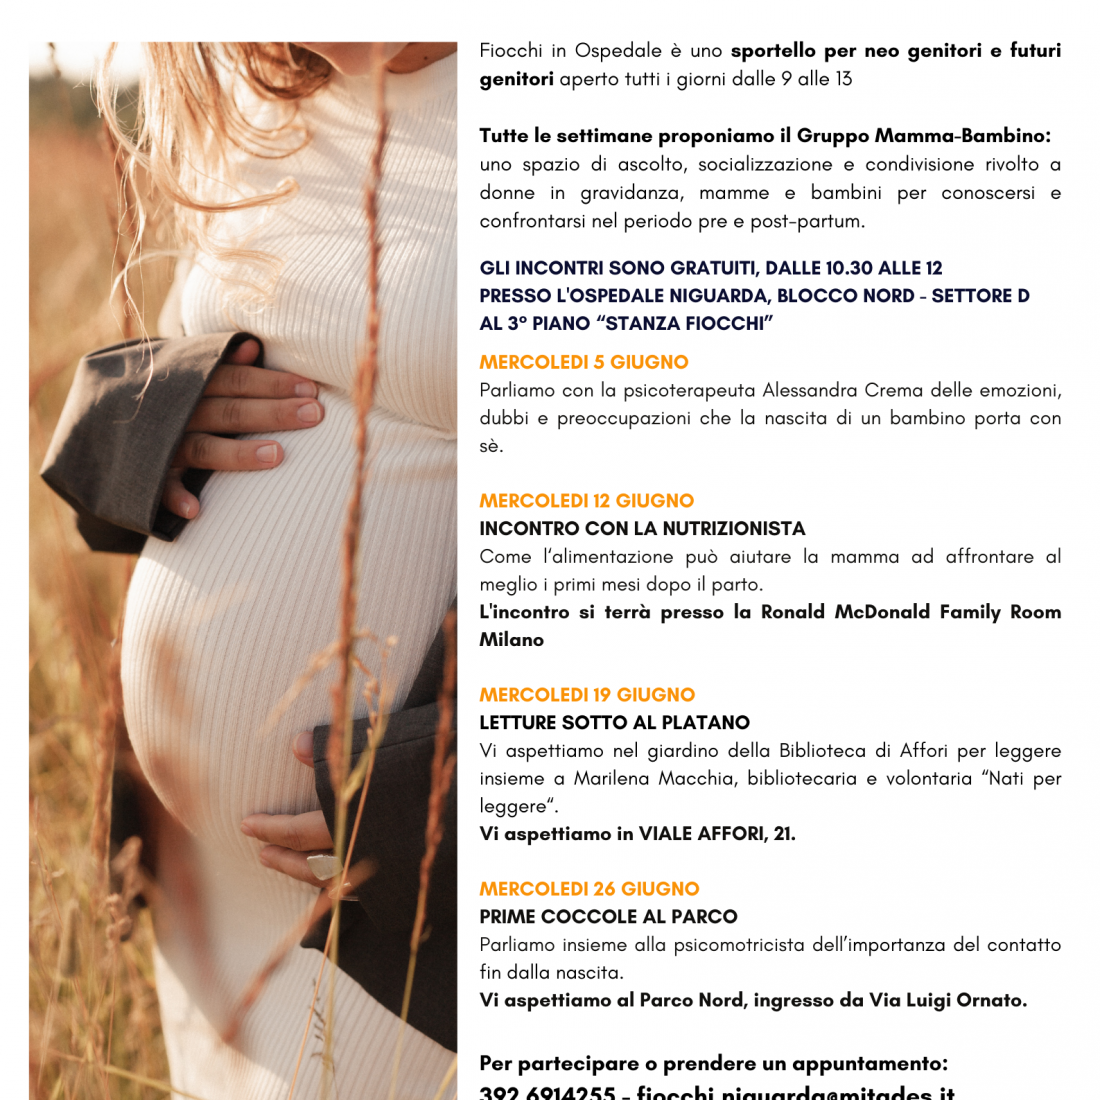 Fiocchi in Ospedale è uno sportello per neo genitori e futuri
genitori aperto tutti i giorni dalle 9 alle 13
Tutte le settimane proponiamo il Gruppo Mamma-Bambino:
uno spazio di ascolto, socializzazione e condivisione rivolto a
donne in gravidanza, mamme e bambini per conoscersi e
confrontarsi nel periodo pre e post-partum.
GLI INCONTRI SONO GRATUITI, DALLE 10.30 ALLE 12
PRESSO L'OSPEDALE NIGUARDA, BLOCCO NORD - SETTORE D
AL 3° PIANO “STANZA FIOCCHI”
MERCOLEDI 5 GIUGNO
Parliamo con la psicoterapeuta Alessandra Crema delle emozioni,
dubbi e preoccupazioni che la nascita di un bambino porta con
sè.
MERCOLEDI 12 GIUGNO
INCONTRO CON LA NUTRIZIONISTA
Come l’alimentazione può aiutare la mamma ad affrontare al
meglio i primi mesi dopo il parto.
L'incontro si terrà presso la Ronald McDonald Family Room
Milano
MERCOLEDI 19 GIUGNO
LETTURE SOTTO AL PLATANO
Vi aspettiamo nel giardino della Biblioteca di Affori per leggere
insieme a Marilena Macchia, bibliotecaria e volontaria “Nati per
leggere“.
Vi aspettiamo in VIALE AFFORI, 21.
MERCOLEDI 26 GIUGNO
PRIME COCCOLE AL PARCO
Parliamo insieme alla psicomotricista dell’importanza del contatto
fin dalla nascita.
Vi aspettiamo al Parco Nord, ingresso da Via Luigi Ornato.
Per partecipare o prendere un appuntamento:
392 6914255 - fiocchi.niguarda@mitades.it